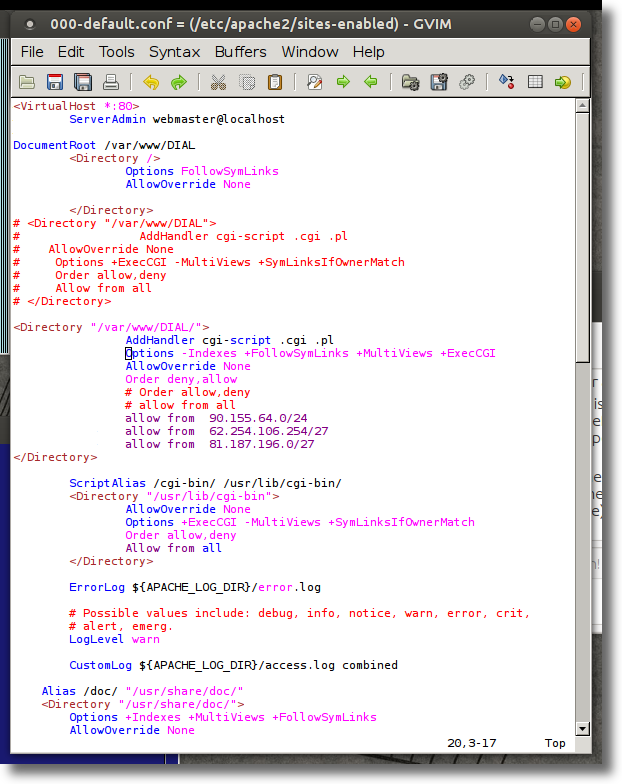 000-default.conf = (/etc/apache2/sites-enabled) - GVIM
File Edit Tools Syntax Buffers Window Help
<VirtualHost *:80>
        ServerAdmin webmaster@localhost

DocumentRoot /var/www/DIAL
        <Directory />
                Options FollowSymLinks
                AllowOverride None

        </Directory>
# <Directory "/var/www/DIAL">
#                 AddHandler cgi-script .cgi .pl
#    AllowOverride None
#     Options +ExecCGI -MultiViews +SymLinksIfOwnerMatch
#     Order allow,deny
#     Allow from all
# </Directory>

<Directory "/var/www/DIAL/">
                AddHandler cgi-script .cgi .pl
                Options -Indexes +FollowSymLinks +MultiViews +ExecCGI
                AllowOverride None
                Order deny,allow
                # Order allow,deny
                # allow from all
                allow from  90.155.64.0/24
                allow from  62.254.106.254/27
                allow from  81.187.196.0/27
</Directory>

        ScriptAlias /cgi-bin/ /usr/lib/cgi-bin/
        <Directory "/usr/lib/cgi-bin">
                AllowOverride None
                Options +ExecCGI -MultiViews +SymLinksIfOwnerMatch
                Order allow,deny
                Allow from all
        </Directory>

        ErrorLog ${APACHE_LOG_DIR}/error.log

        # Possible values include: debug, info, notice, warn, error, crit,
        # alert, emerg.
        LogLevel warn

        CustomLog ${APACHE_LOG_DIR}/access.log combined

    Alias /doc/ "/usr/share/doc/"
    <Directory "/usr/share/doc/">
        Options +Indexes +MultiViews +FollowSymLinks
        AllowOverride None
20,3-17 Top